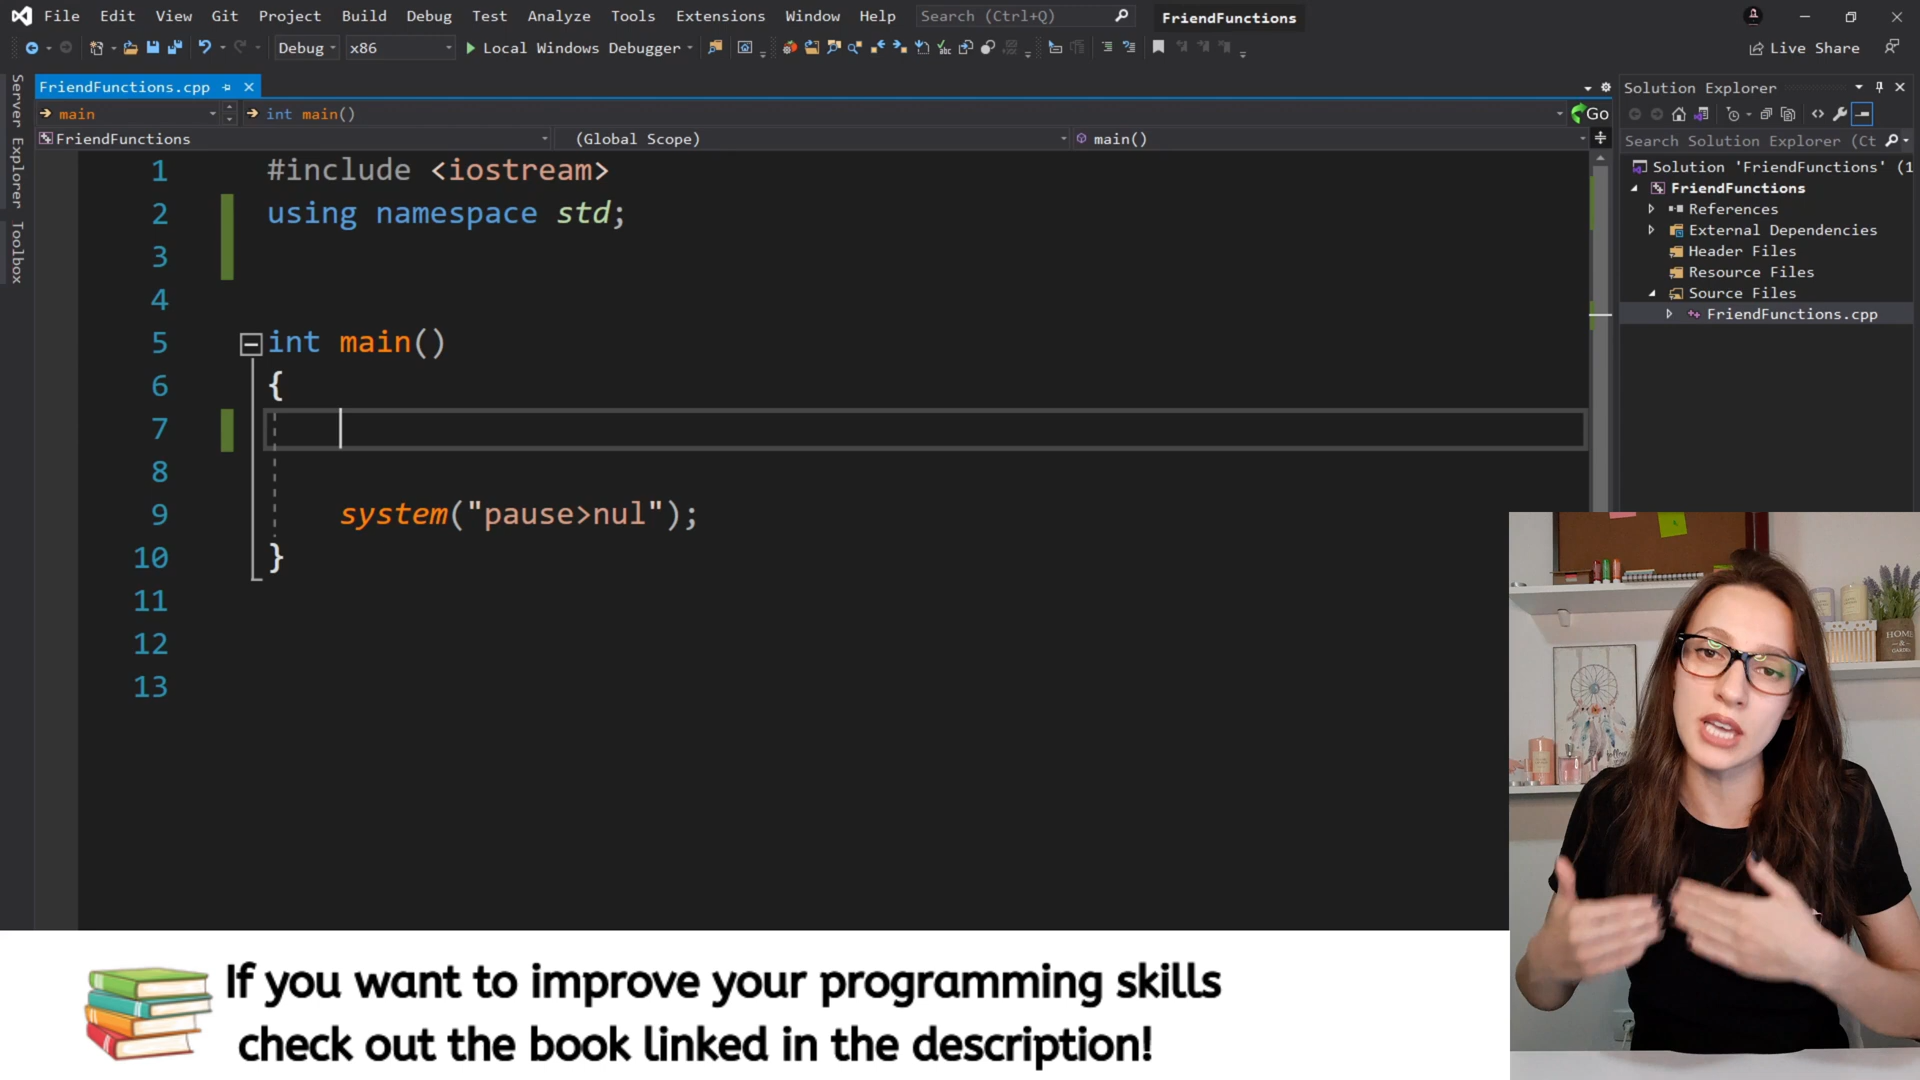 File Edit View Git Project Build Debug Test Analyze Tools Extensions Window Help Search (Ctrl+Q) FriendFunctions
Debug x86 Local Windows Debugger Live Share
Server Explorer
Toolbox
FriendFunctions.cpp
main int main() Go
FriendFunctions (Global Scope) main()
1 #include <iostream>
2 using namespace std;
3
4
5 int main()
6 {
7
8
9 system("pause>nul");
10 }
11
12
13
Solution Explorer
Search Solution Explorer (Ct
Solution 'FriendFunctions' (1
FriendFunctions
References
External Dependencies
Header Files
Resource Files
Source Files
FriendFunctions.cpp
HOME
&
If you want to improve your programming skills
check out the book linked in the description!